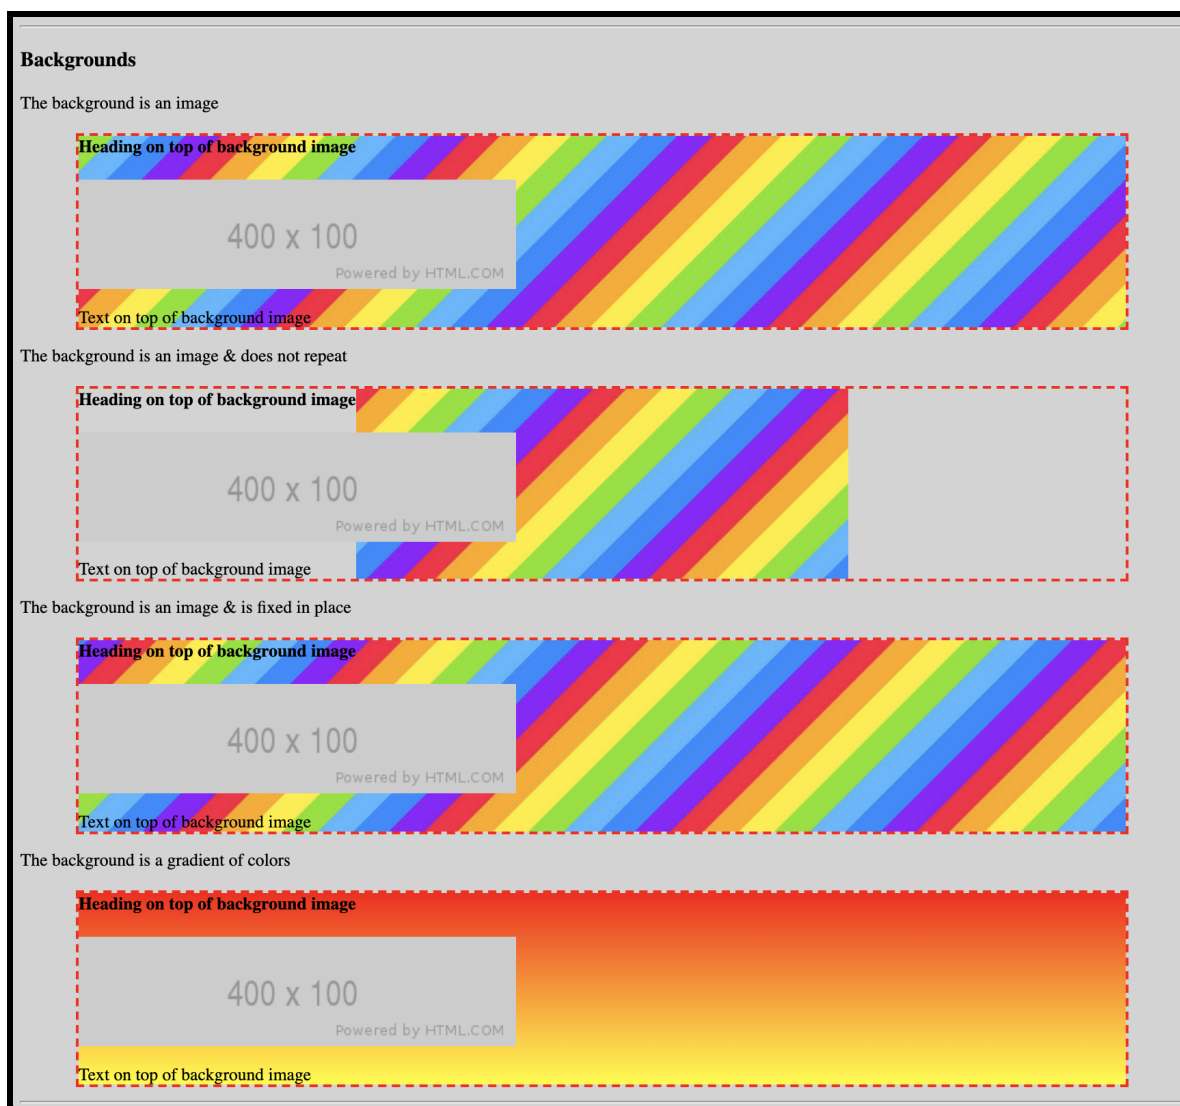 Backgrounds
The background is an image
Heading on top of background image
400 x 100
Powered by HTML.COM
Text on top of background image
The background is an image & does not repeat
Heading on top of background image
400 x 100
Powered by HTML.COM
Text on top of background image
The background is an image & is fixed in place
Heading on top of background image
400 x 100
Powered by HTML.COM
Text on top of background image
The background is a gradient of colors
Heading on top of background image
400 x 100
Powered by HTML.COM
Text on top of background image